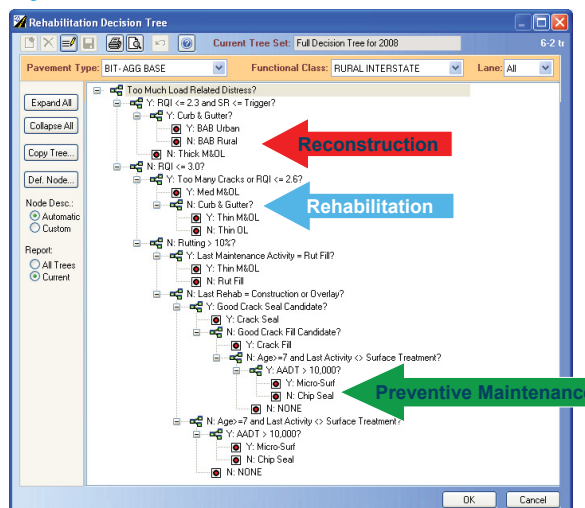 Rehabilitation Decision Tree
Current Tree Set: Full Decision Tree for 2008
6-2 tr
Pavement Type: BIT- AGG BASE
Functional Class: RURAL INTERSTATE
Lane: All
Expand All
Collapse All
Copy Tree...
Def. Node...
Node Desc.:
Automatic
Custom
Report:
All Trees
Current
Too Much Load Related Distress?
Y: RQI <= 2.3 and SR <= Trigger?
Y: Curb & Gutter?
Y: BAB Urban
N: BAB Rural
Reconstruction
N: Thick M&OL
N: RQI <= 3.0?
Y: Too Many Cracks or RQI <= 2.6?
Y: Med M&OL
N: Curb & Gutter?
Rehabilitation
Y: Thin M&OL
N: Thin OL
N: Rutting > 10%?
Y: Last Maintenance Activity = Rut Fill?
Y: Thin M&OL
N: Rut Fill
N: Last Rehab = Construction or Overlay?
Y: Good Crack Seal Candidate?
Y: Crack Seal
N: Good Crack Fill Candidate?
Y: Crack Fill
N: Age>=7 and Last Activity <> Surface Treatment?
Y: AADT > 10,000?
Y: Micro-Surf
N: Chip Seal
Preventive Maintenance
N: NONE
N: Age>=7 and Last Activity <> Surface Treatment?
Y: AADT > 10,000?
Y: Micro-Surf
N: Chip Seal
N: NONE
OK
Cancel